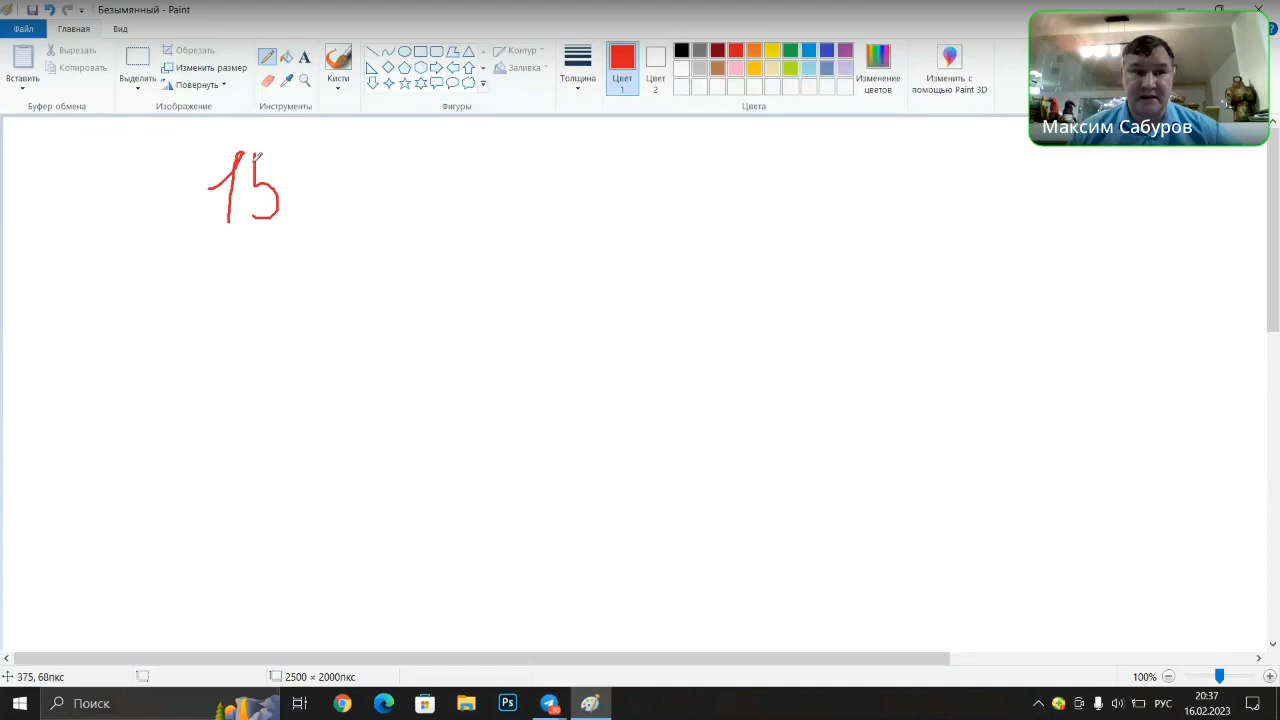 Безымянный - Paint
Файл
Главная
Вид
Вставить
Вырезать
Копировать
Буфер обмена
Выделить
Обрезать
Изменить размер
Повернуть
Изображение
Инструменты
Кисти
Фигуры
Контур
Заливка
Толщина
Цвет 1
Цвет 2
Цвета
Изменение цветов
Изменить с помощью Paint 3D
Максим Сабуров
15
375, 68пкс
2500 × 2000пкс
100%
Поиск
Ps
80
РУС
20:37
16.02.2023